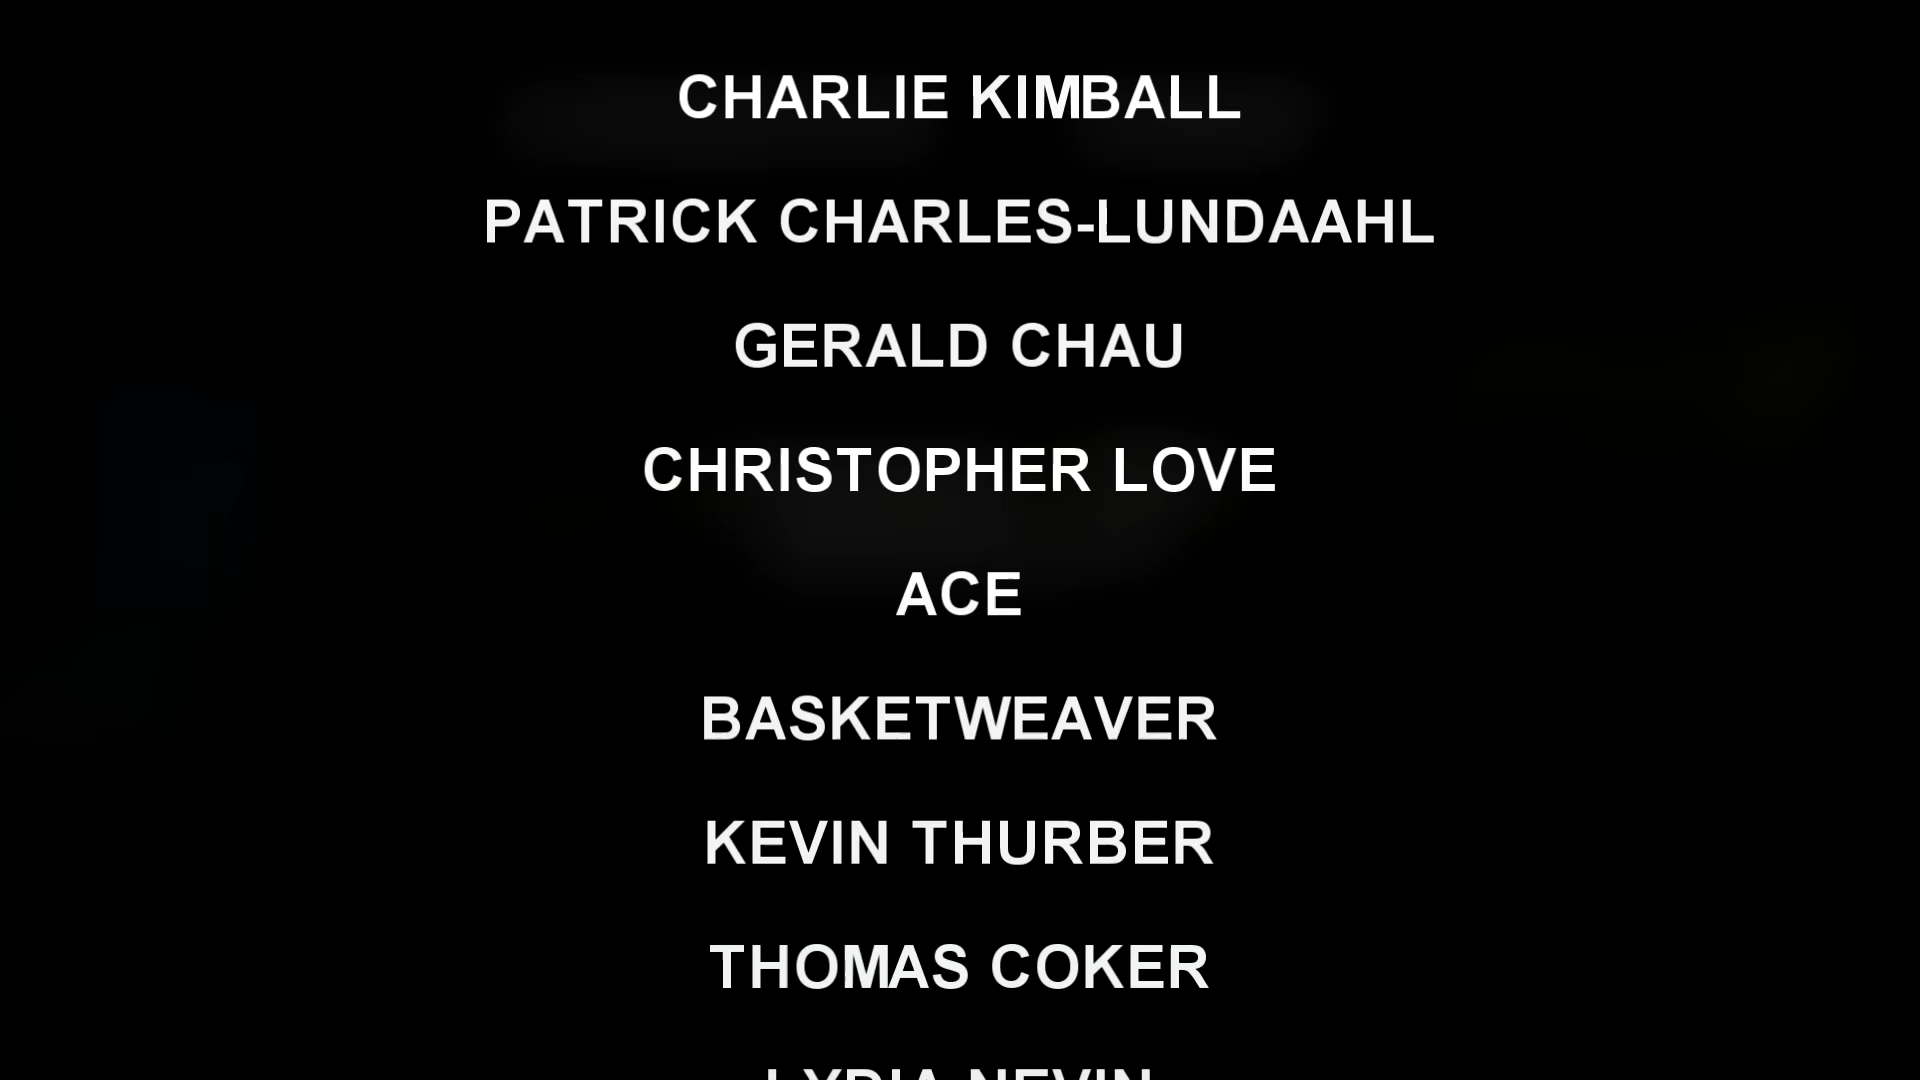 CHARLIE KIMBALL
PATRICK CHARLES-LUNDAAHL
GERALD CHAU
CHRISTOPHER LOVE
ACE
BASKETWEAVER
KEVIN THURBER
THOMAS COKER
LYDIA NEVIN